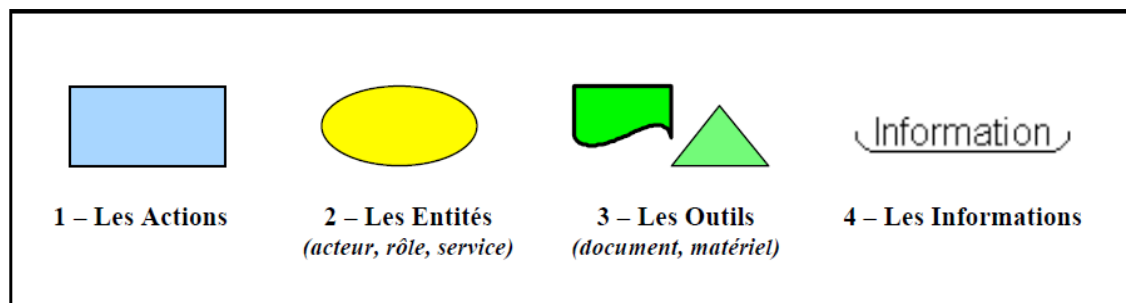 Information
1 – Les Actions
2 – Les Entités
(acteur, rôle, service)
3 – Les Outils
(document, matériel)
4 – Les Informations